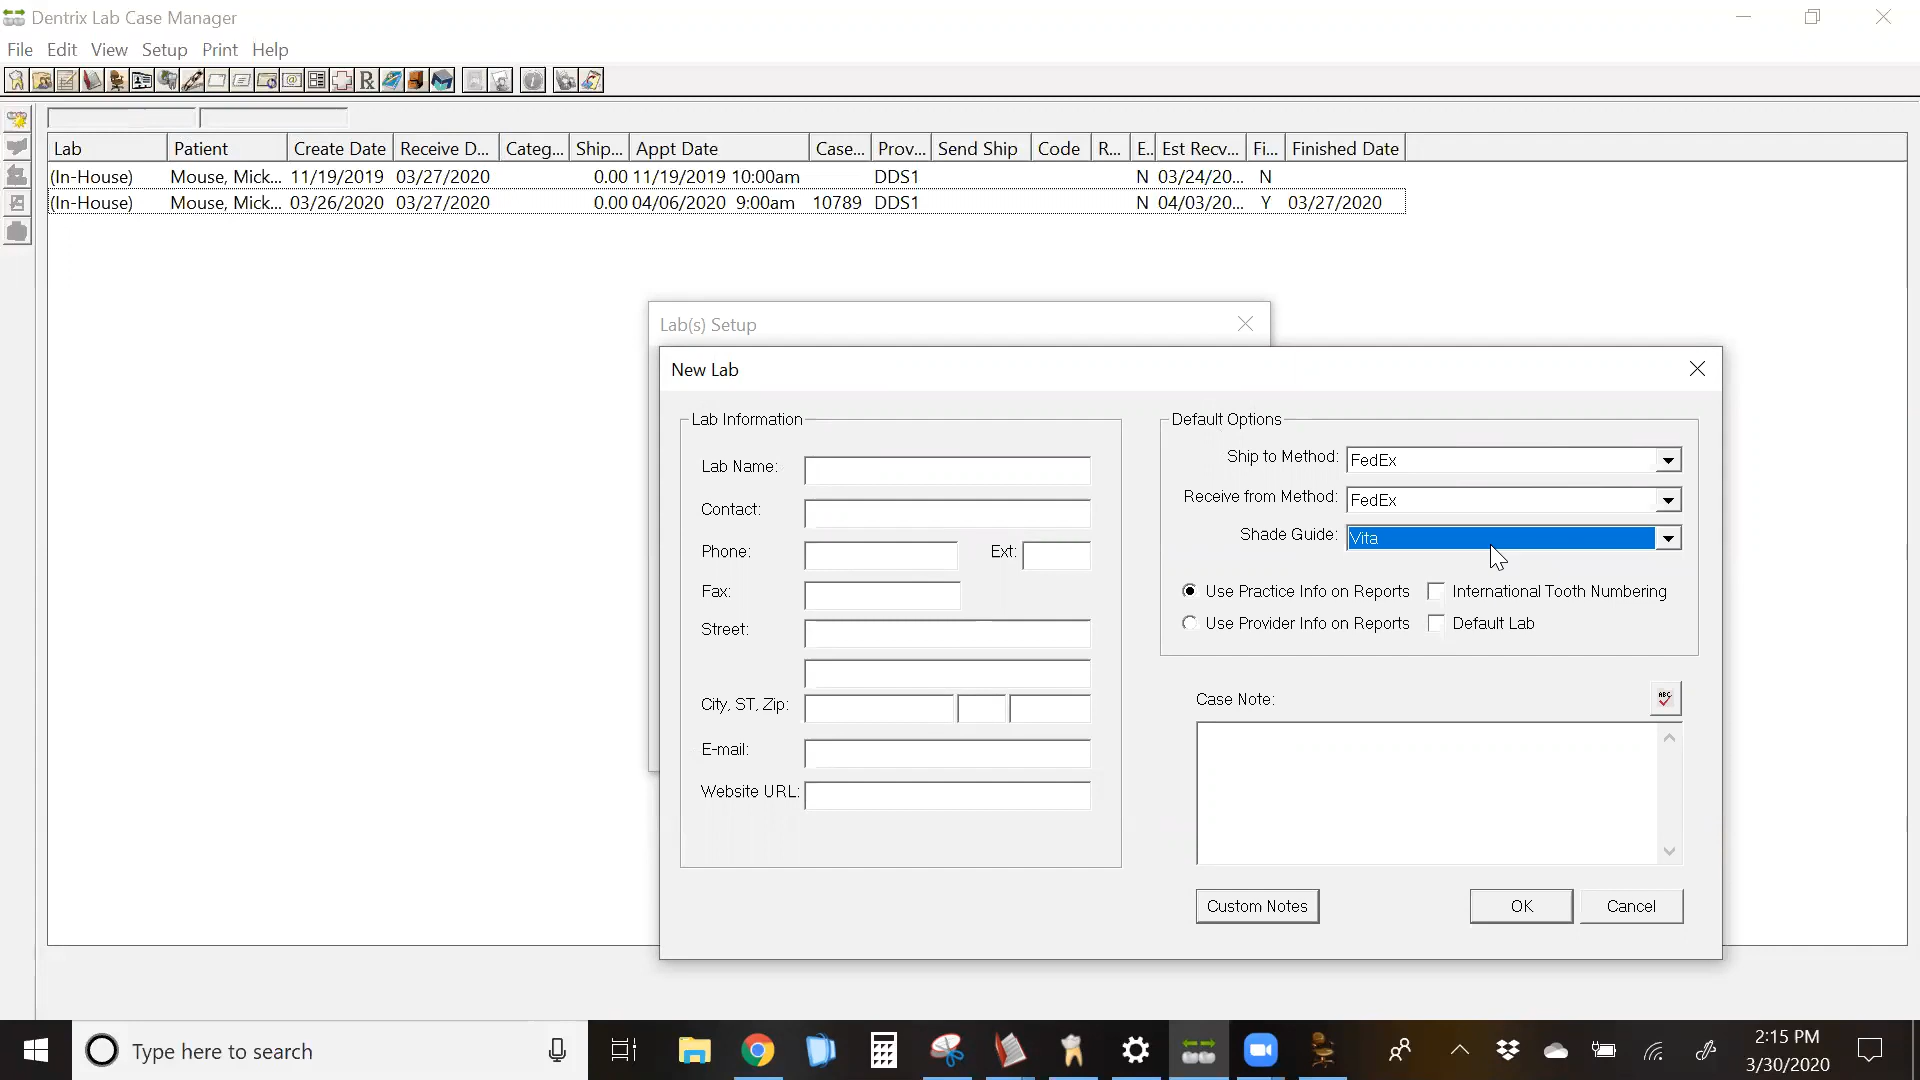 Dentrix Lab Case Manager
File Edit View Setup Print Help
Lab Patient Create Date Receive D... Categ... Ship... Appt Date Case... Prov... Send Ship Code R... E.. Est Recv... Fi... Finished Date
(In-House) Mouse, Mick... 11/19/2019 03/27/2020 0.00 11/19/2019 10:00am DDS1 N 03/24/20... N
(In-House) Mouse, Mick... 03/26/2020 03/27/2020 0.00 04/06/2020 9:00am 10789 DDS1 N 04/03/20... Y 03/27/2020
Lab(s) Setup
New Lab
Lab Information
Lab Name:
Contact:
Phone: Ext:
Fax:
Street:
City, ST, Zip:
E-mail:
Website URL:
Default Options
Ship to Method: FedEx
Receive from Method: FedEx
Shade Guide: Vita
Use Practice Info on Reports International Tooth Numbering
Use Provider Info on Reports Default Lab
Case Note: ABC
Custom Notes OK Cancel
Type here to search
2:15 PM
3/30/2020